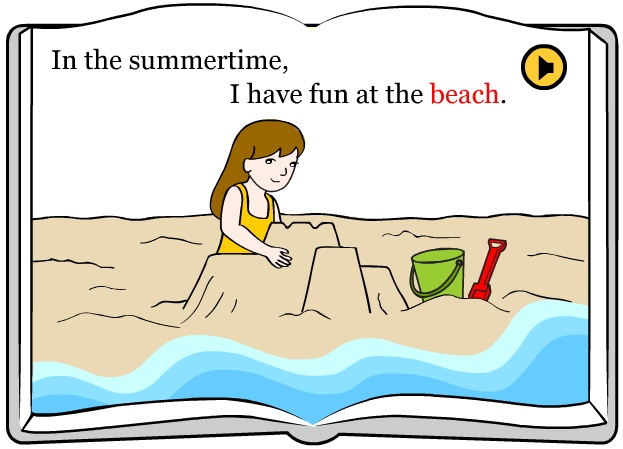 In the summertime,
I have fun at the beach.